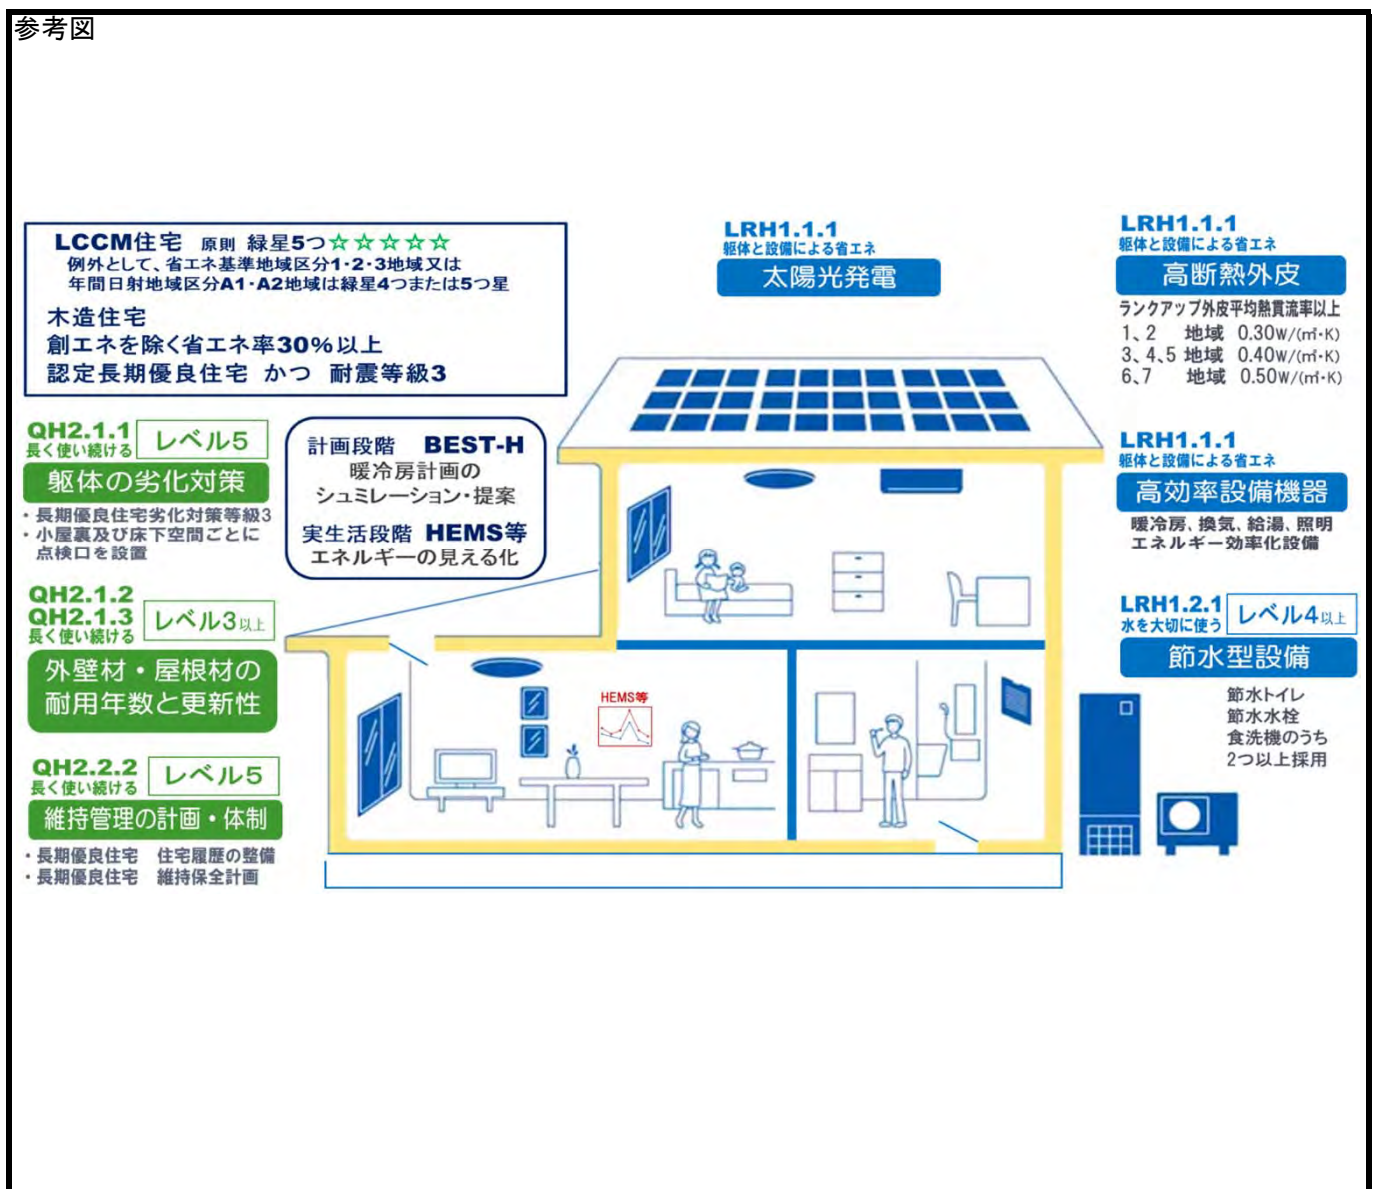 参考図
LCCM住宅 原則 緑星5つ☆☆☆☆☆
例外として、省エネ基準地域区分1・2・3地域又は
年間日射地域区分A1・A2地域は緑星4つまたは5つ星
木造住宅
創エネを除く省エネ率30%以上
認定長期優良住宅 かつ 耐震等級3
QH2.1.1
長く使い続ける
レベル5
躯体の劣化対策
・長期優良住宅劣化対策等級3
・小屋裏及び床下空間ごとに
点検口を設置
QH2.1.2
QH2.1.3
長く使い続ける
レベル3以上
外壁材・屋根材の
耐用年数と更新性
QH2.2.2
長く使い続ける
レベル5
維持管理の計画・体制
・長期優良住宅 住宅履歴の整備
・長期優良住宅 維持保全計画
計画段階 BEST-H
暖冷房計画の
シュミレーション・提案
実生活段階 HEMS等
エネルギーの見える化
LRH1.1.1
躯体と設備による省エネ
太陽光発電
HEMS等
LRH1.1.1
躯体と設備による省エネ
高断熱外皮
ランクアップ外皮平均熱貫流率以上
1、2 地域 0.30W/(㎡・K)
3、4、5 地域 0.40W/(㎡・K)
6、7 地域 0.50W/(㎡・K)
LRH1.1.1
躯体と設備による省エネ
高効率設備機器
暖冷房、換気、給湯、照明
エネルギー効率化設備
LRH1.2.1
水を大切に使う
レベル4以上
節水型設備
節水トイレ
節水水栓
食洗機のうち
2つ以上採用